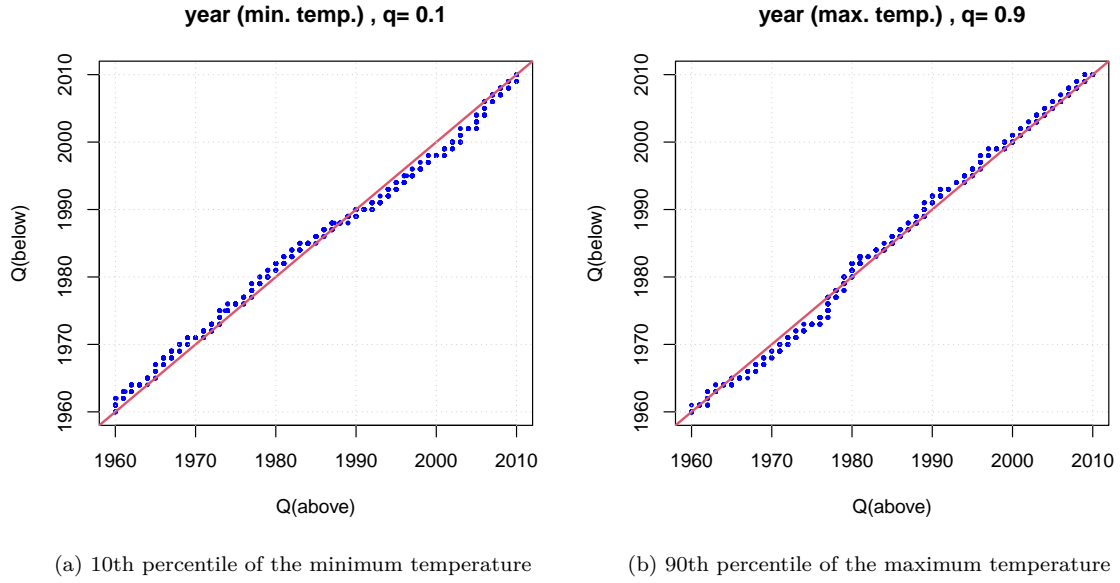 year (min. temp.) , q= 0.1
2010
2000
1990
1980
1970
1960
Q(below)
1960 1970 1980 1990 2000 2010
Q(above)
(a) 10th percentile of the minimum temperature
year (max. temp.) , q= 0.9
2010
2000
1990
1980
1970
1960
Q(below)
1960 1970 1980 1990 2000 2010
Q(above)
(b) 90th percentile of the maximum temperature